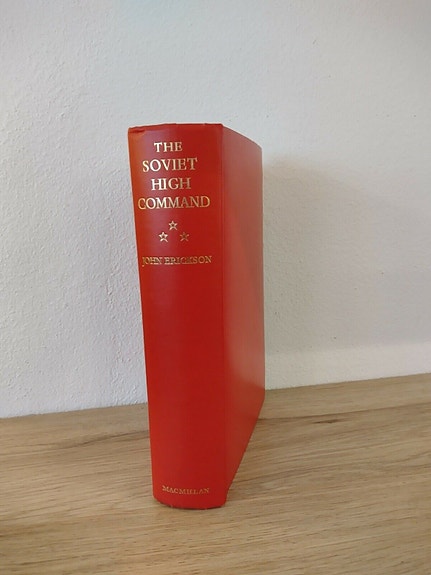 THE
SOVIET
HIGH
COMMAND
JOHN ERICKSON
MACMILLAN